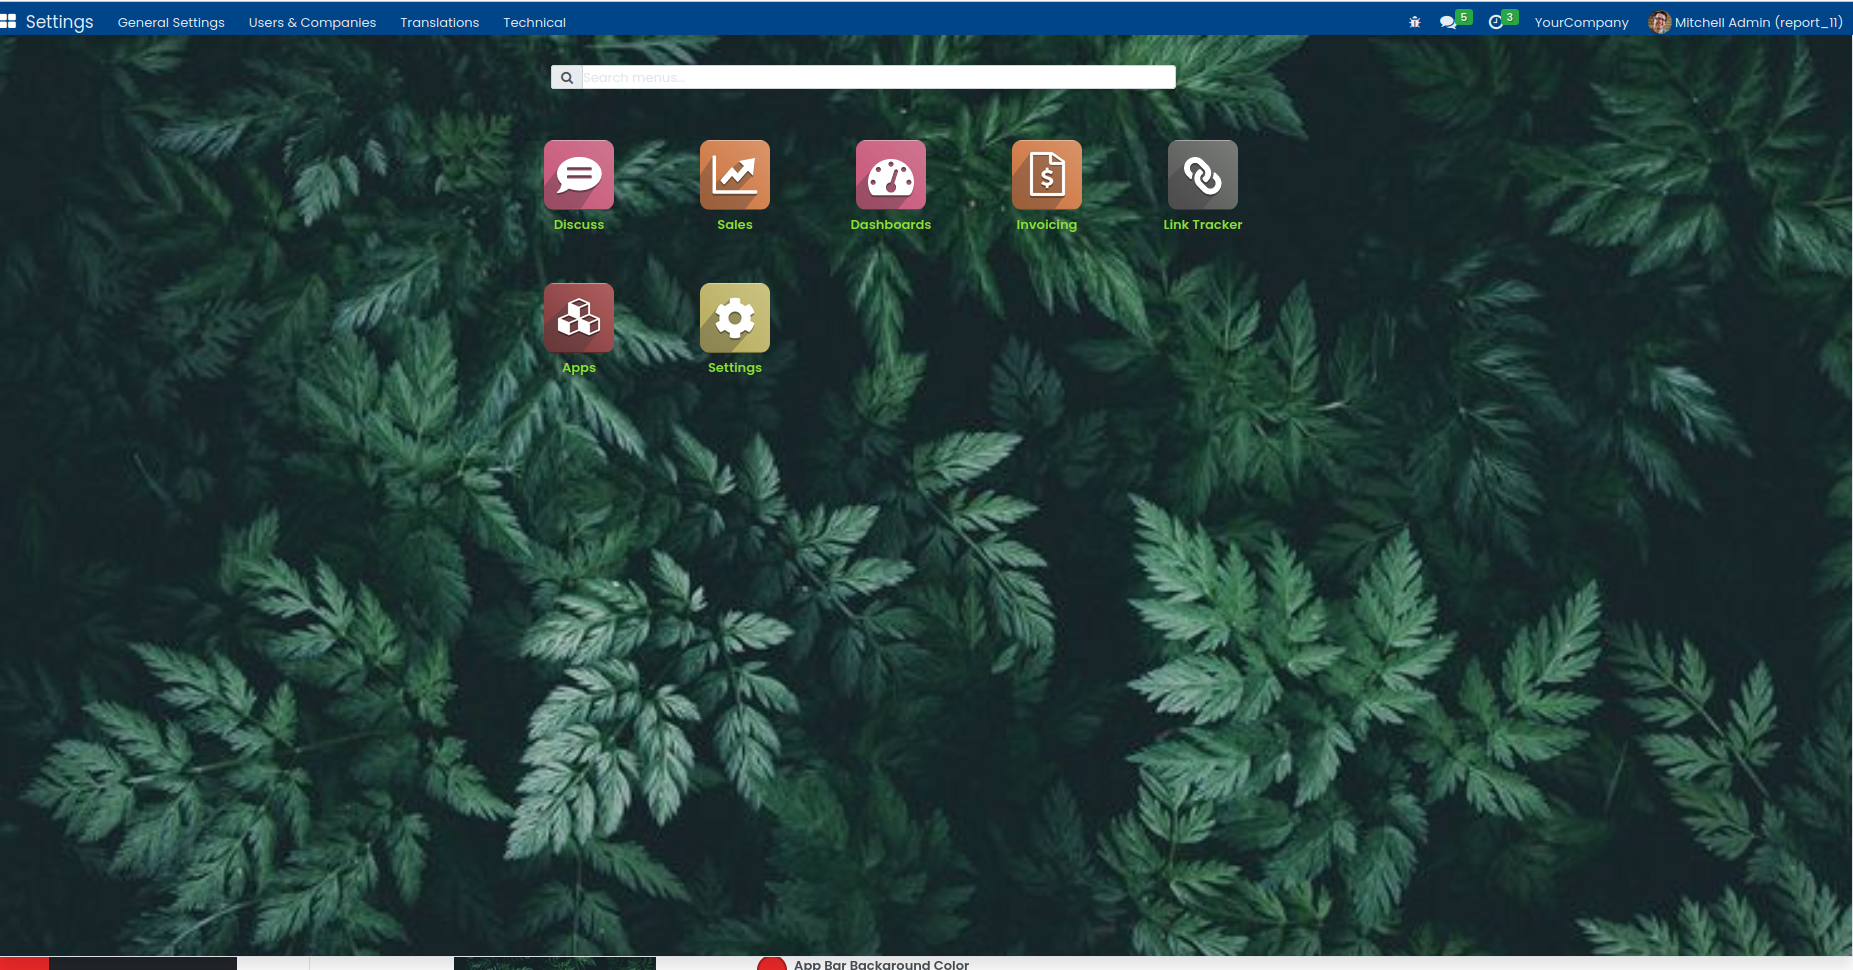 Settings General Settings Users & Companies Translations Technical 5 3 YourCompany Mitchell Admin (report_11)
Search menus...
Discuss Sales Dashboards Invoicing Link Tracker
Apps Settings
App Bar Background Color